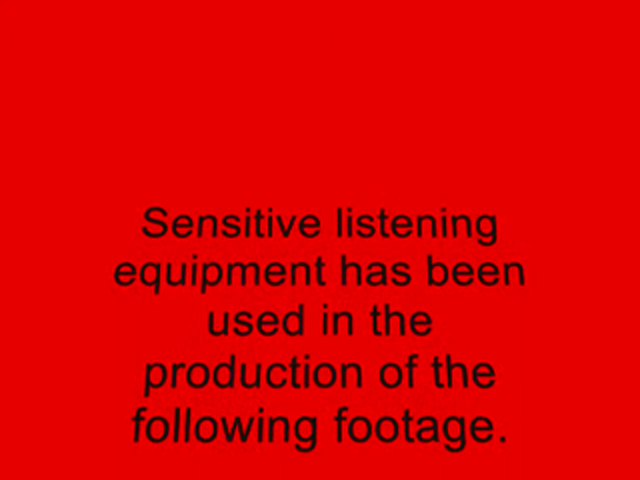 Sensitive listening
equipment has been
used in the
production of the
following footage.